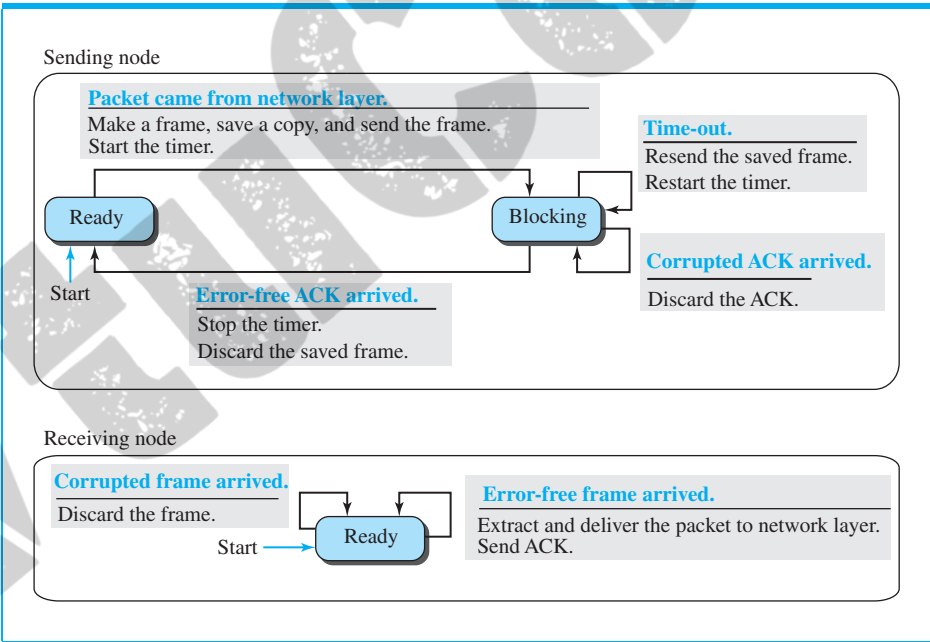 Sending node
Packet came from network layer.
Make a frame, save a copy, and send the frame.
Start the timer.
Time-out.
Resend the saved frame.
Restart the timer.
Ready
Blocking
Start
Error-free ACK arrived.
Stop the timer.
Discard the saved frame.
Corrupted ACK arrived.
Discard the ACK.
Receiving node
Corrupted frame arrived.
Discard the frame.
Start
Ready
Error-free frame arrived.
Extract and deliver the packet to network layer.
Send ACK.